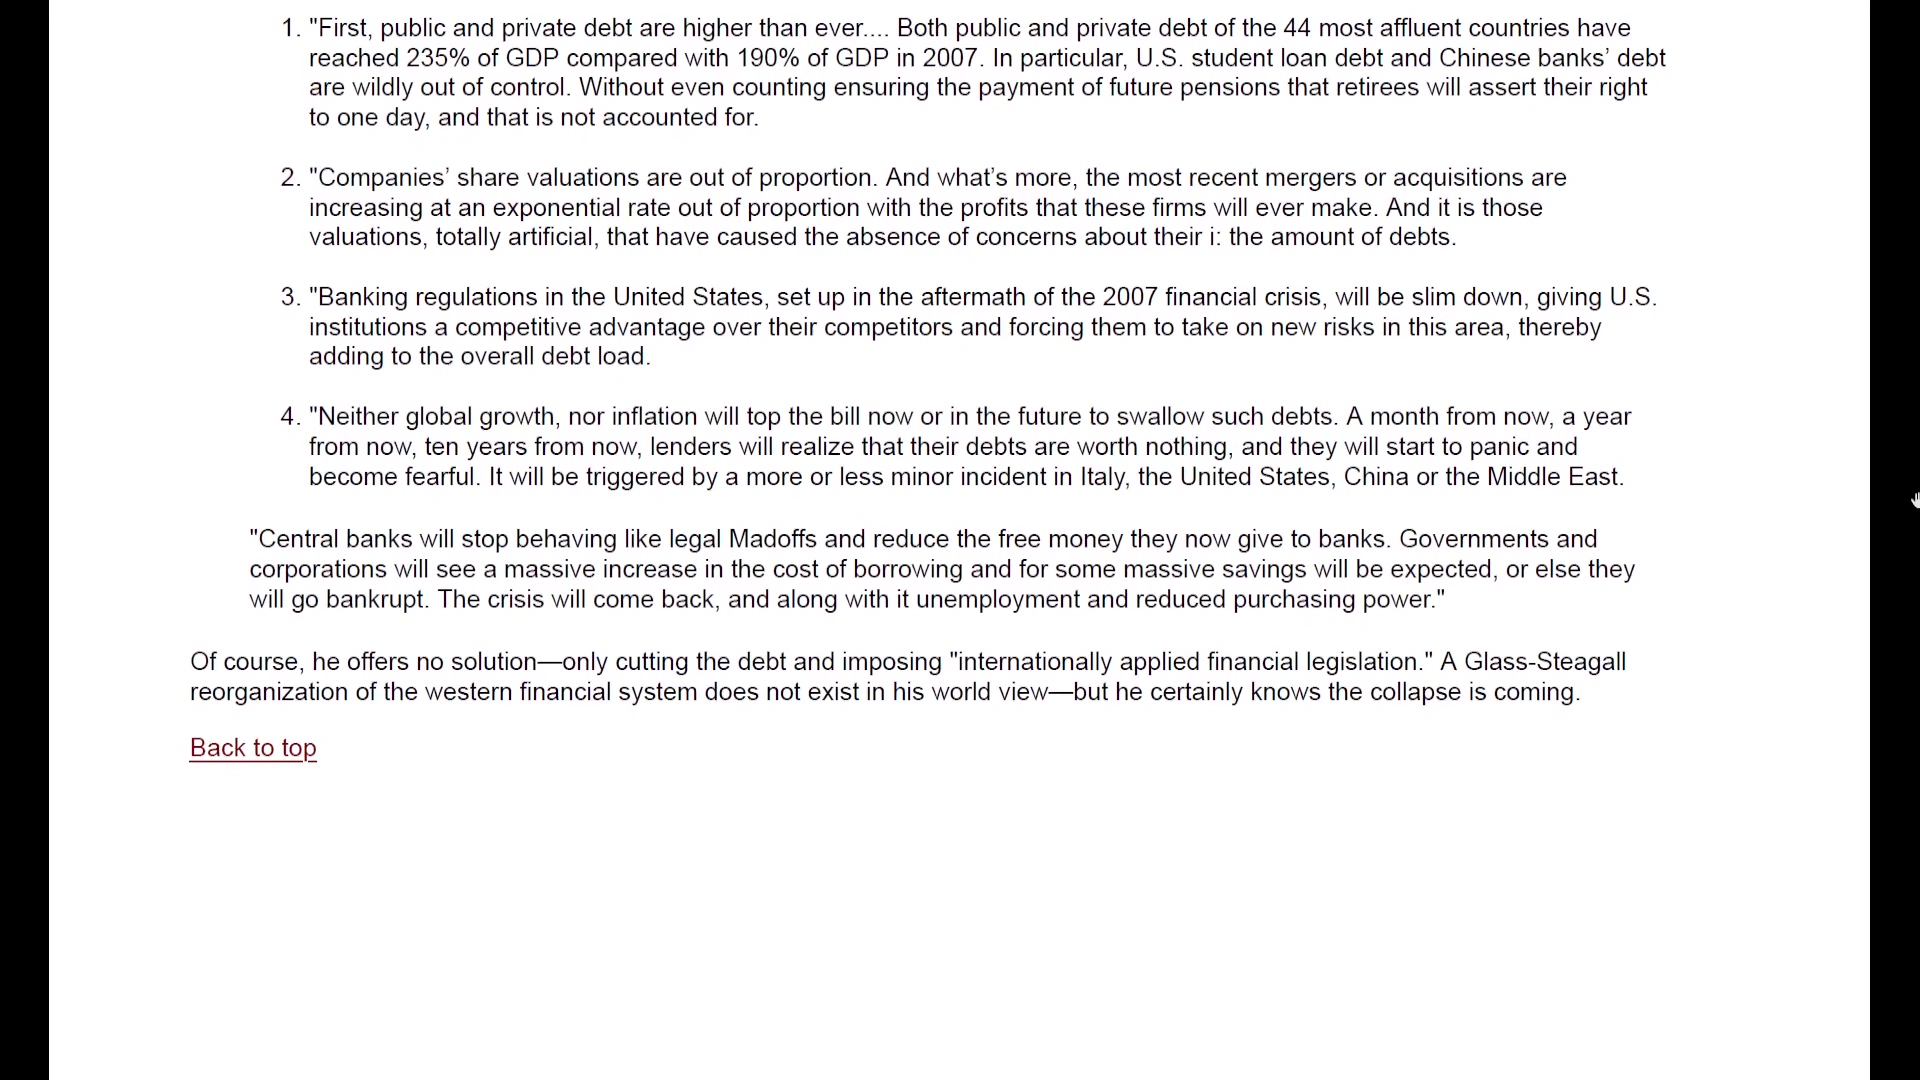 1. "First, public and private debt are higher than ever.... Both public and private debt of the 44 most affluent countries have
reached 235% of GDP compared with 190% of GDP in 2007. In particular, U.S. student loan debt and Chinese banks’ debt
are wildly out of control. Without even counting ensuring the payment of future pensions that retirees will assert their right
to one day, and that is not accounted for.
2. "Companies’ share valuations are out of proportion. And what’s more, the most recent mergers or acquisitions are
increasing at an exponential rate out of proportion with the profits that these firms will ever make. And it is those
valuations, totally artificial, that have caused the absence of concerns about their i: the amount of debts.
3. "Banking regulations in the United States, set up in the aftermath of the 2007 financial crisis, will be slim down, giving U.S.
institutions a competitive advantage over their competitors and forcing them to take on new risks in this area, thereby
adding to the overall debt load.
4. "Neither global growth, nor inflation will top the bill now or in the future to swallow such debts. A month from now, a year
from now, ten years from now, lenders will realize that their debts are worth nothing, and they will start to panic and
become fearful. It will be triggered by a more or less minor incident in Italy, the United States, China or the Middle East.
"Central banks will stop behaving like legal Madoffs and reduce the free money they now give to banks. Governments and
corporations will see a massive increase in the cost of borrowing and for some massive savings will be expected, or else they
will go bankrupt. The crisis will come back, and along with it unemployment and reduced purchasing power."
Of course, he offers no solution—only cutting the debt and imposing "internationally applied financial legislation." A Glass-Steagall
reorganization of the western financial system does not exist in his world view—but he certainly knows the collapse is coming.
Back to top